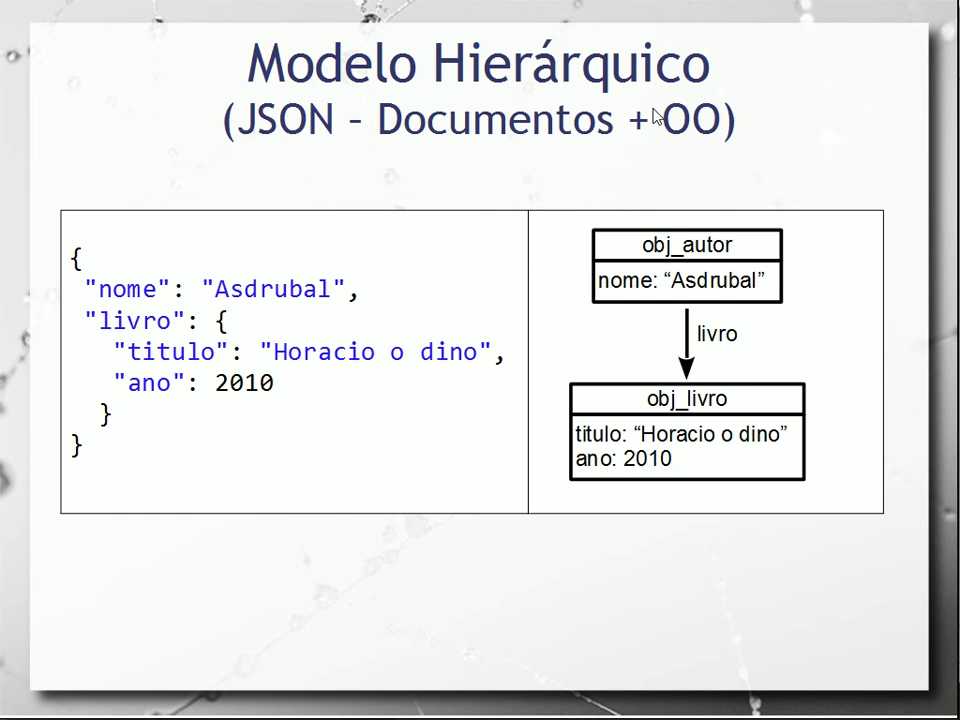 Modelo Hierárquico
(JSON – Documentos + OO)
{
"nome": "Asdrubal",
"livro": {
"titulo": "Horacio o dino",
"ano": 2010
}
}
obj_autor
nome: “Asdrubal”
livro
obj_livro
titulo: “Horacio o dino”
ano: 2010